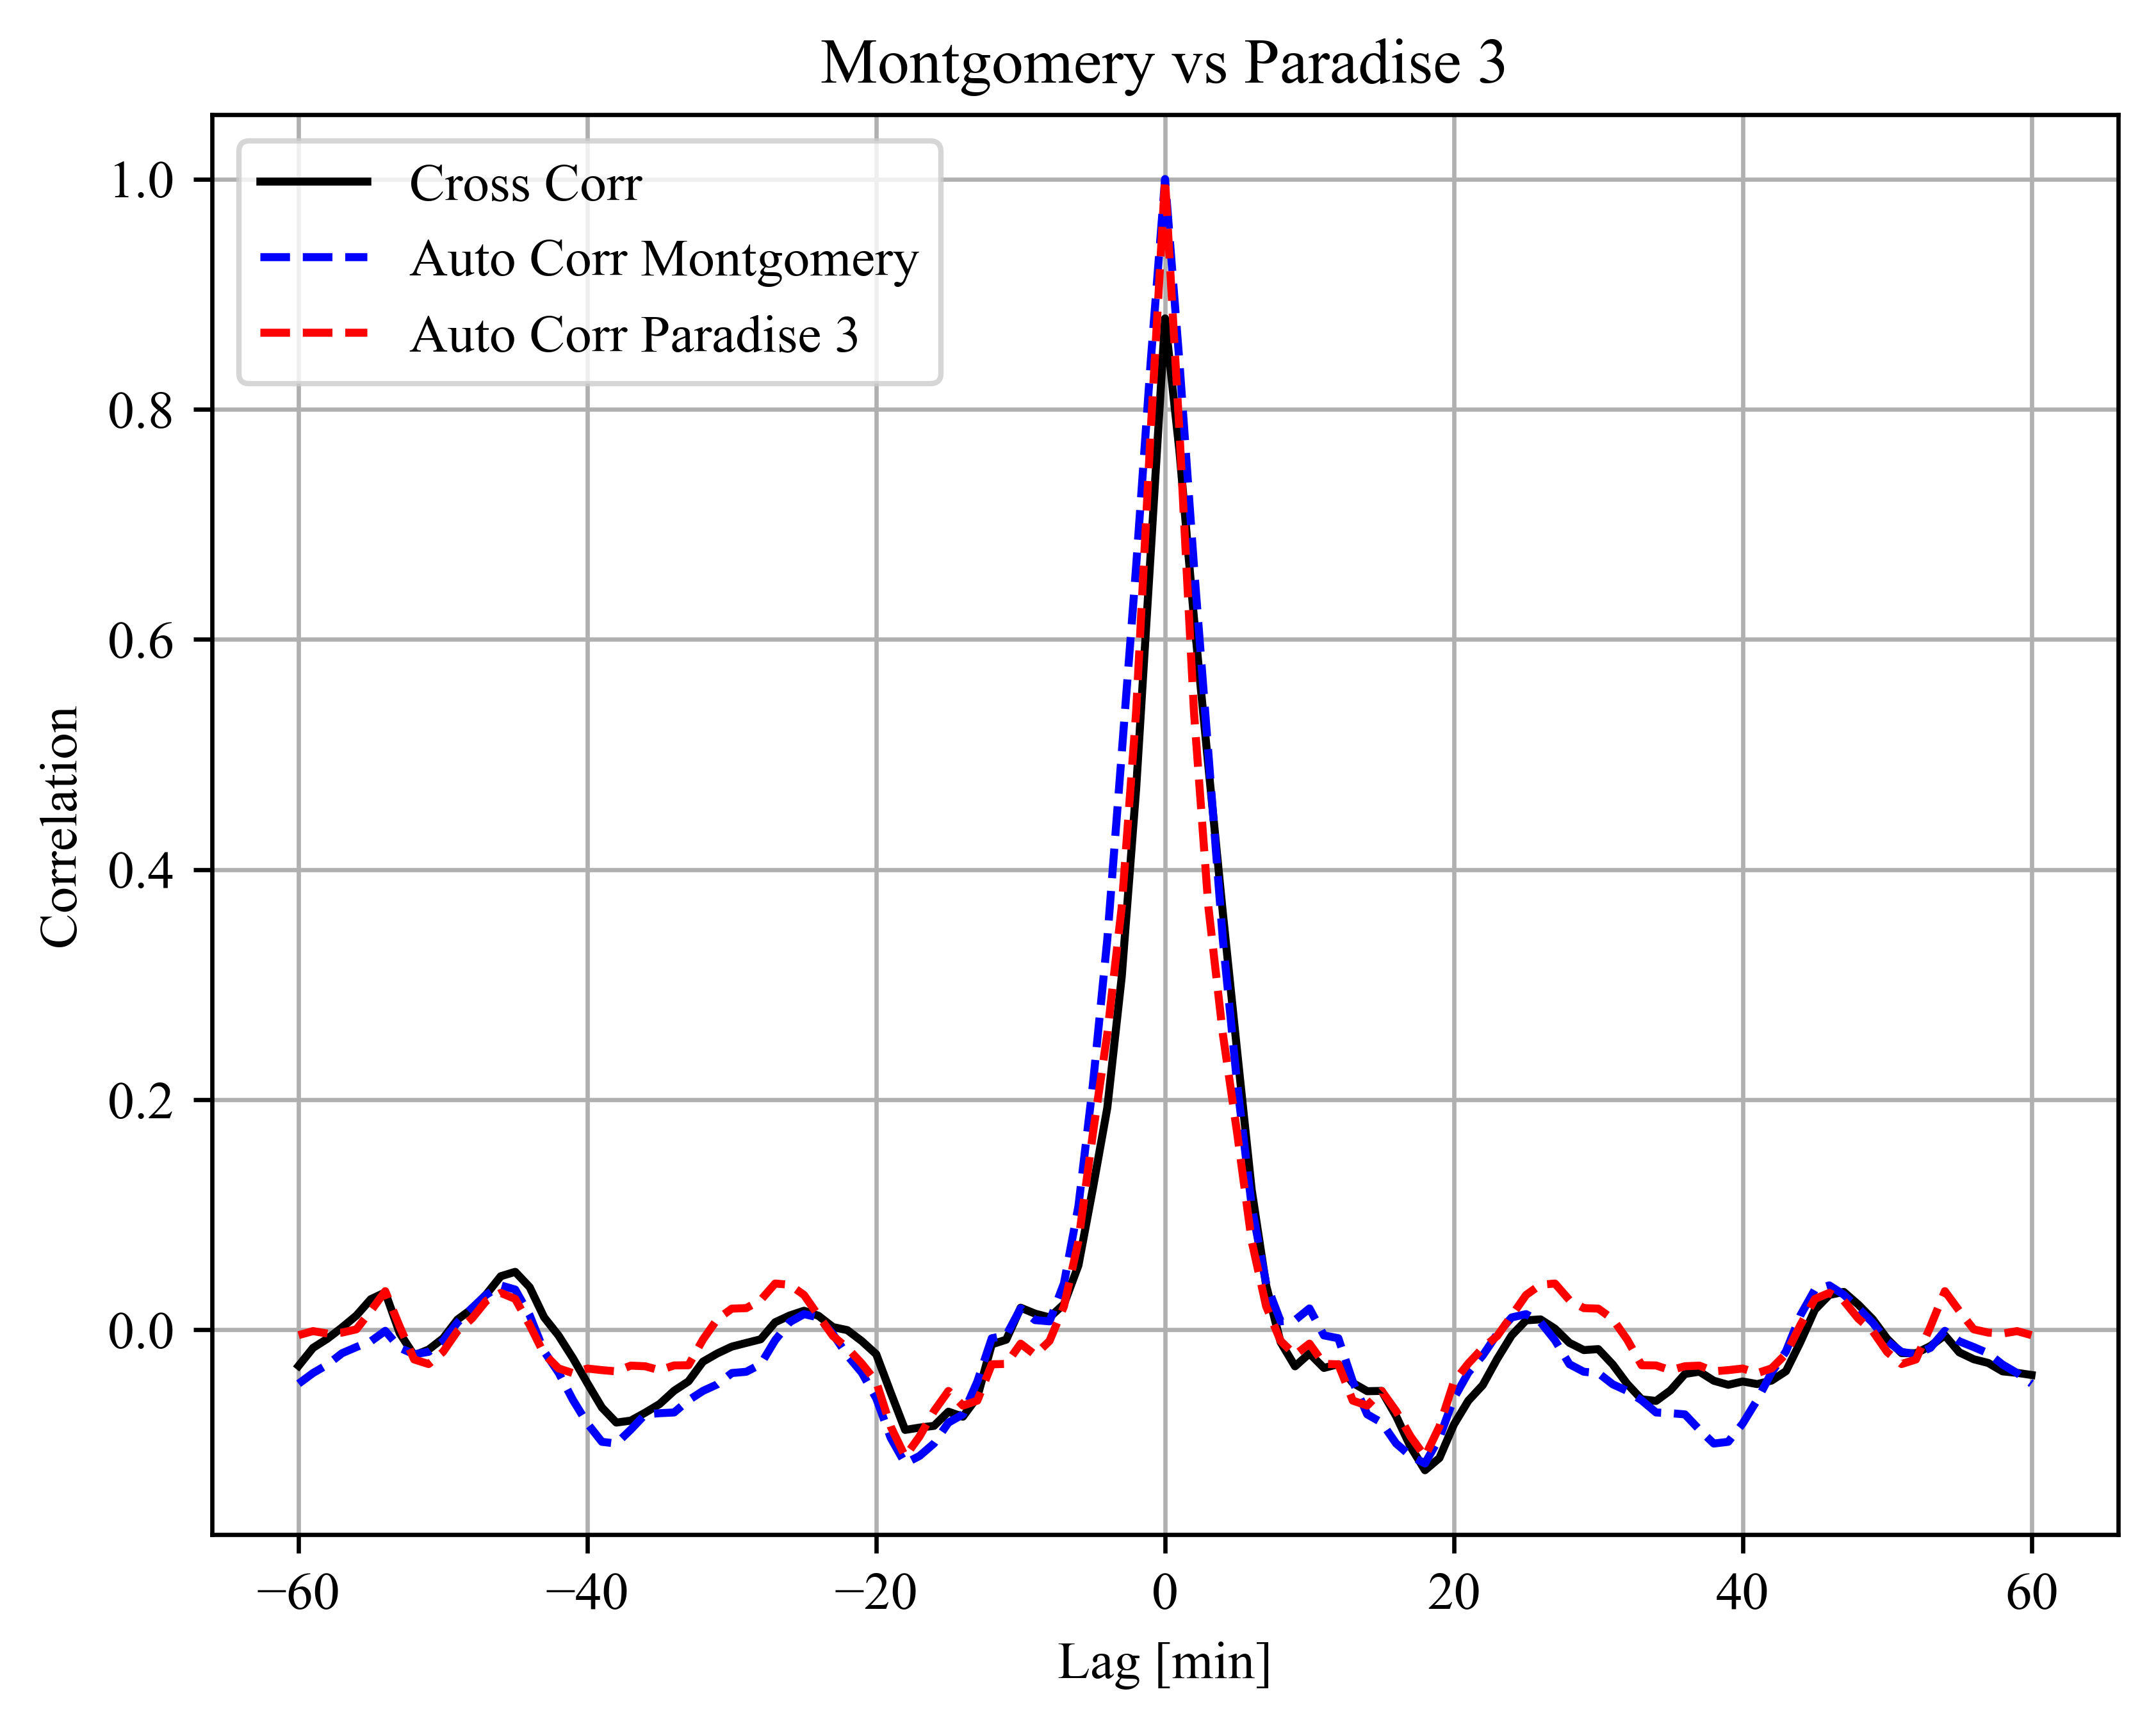 Montgomery vs Paradise 3
Cross Corr
Auto Corr Montgomery
Auto Corr Paradise 3
1.0
0.8
0.6
0.4
0.2
0.0
Correlation
−60 −40 −20 0 20 40 60
Lag [min]